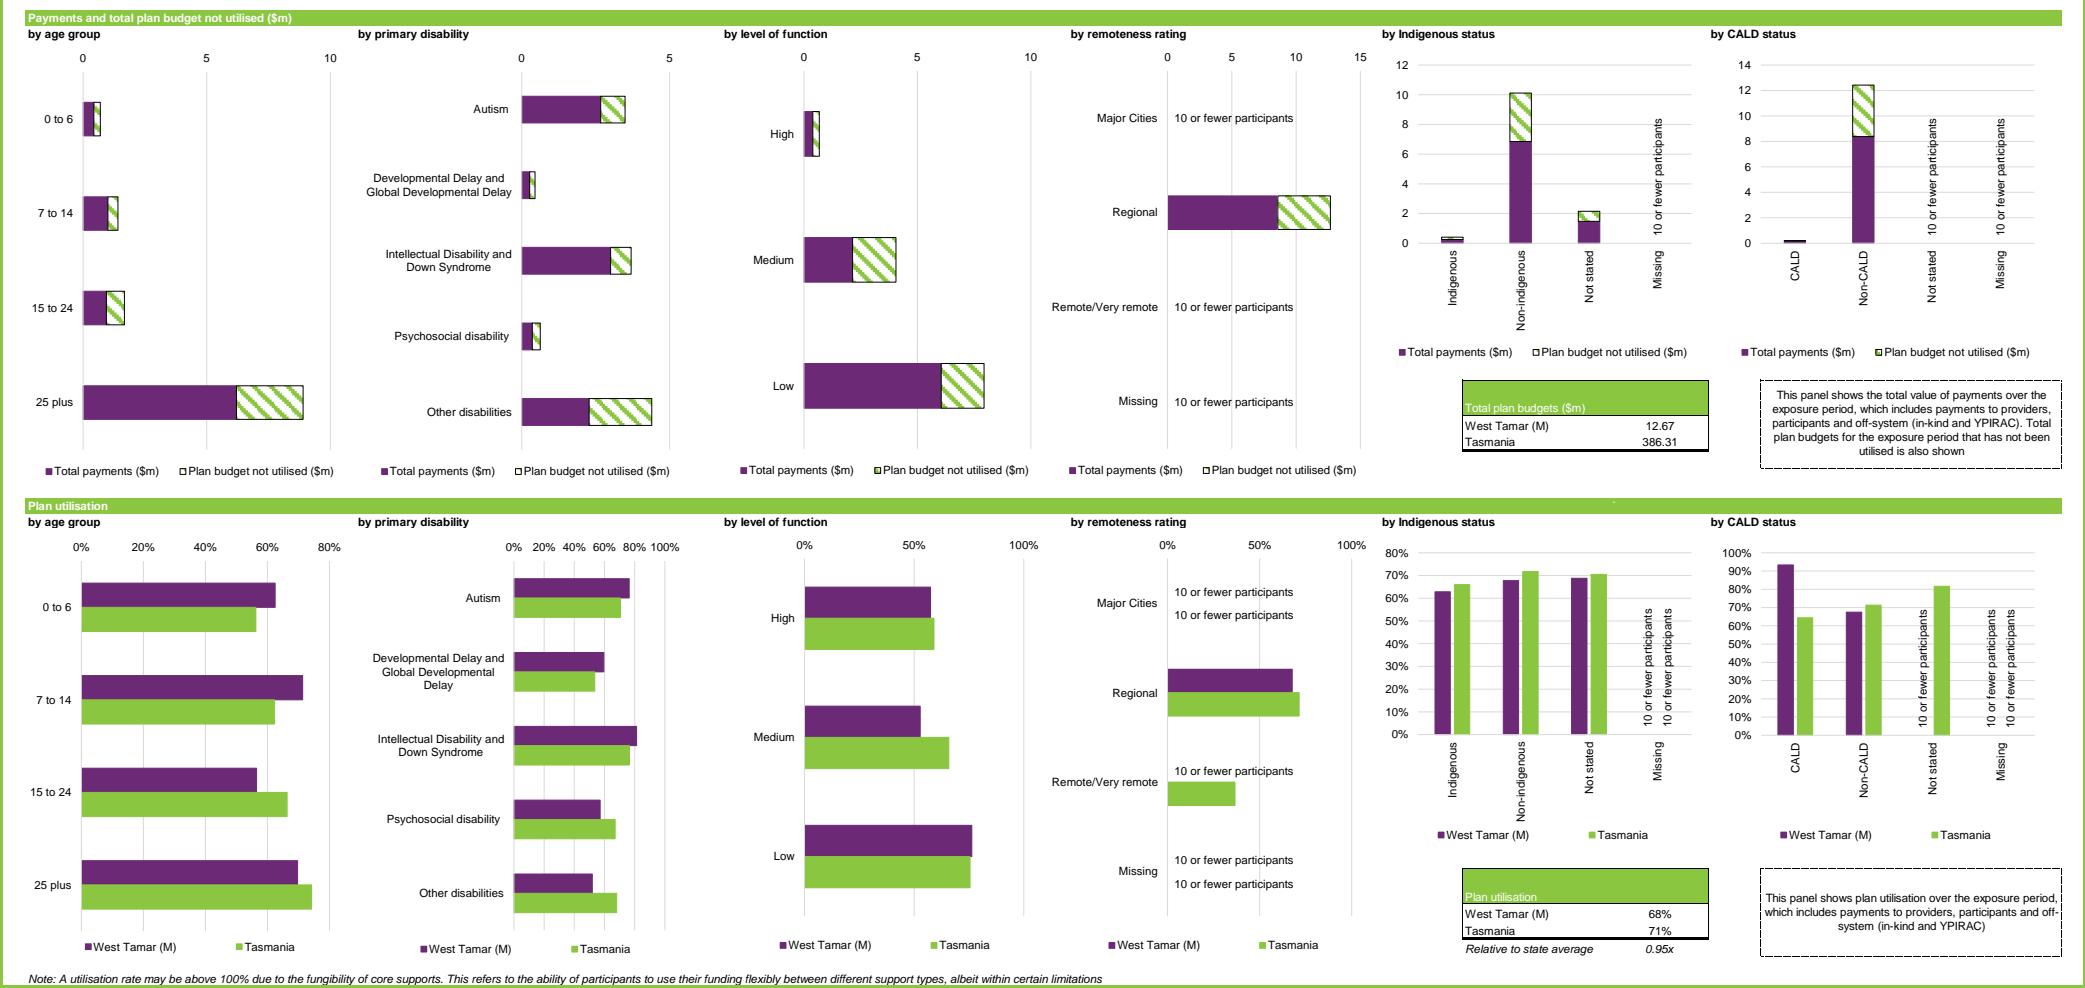 Payments and total plan budget not utilised ($m)
by age group
0
5
10
0 to 6
7 to 14
15 to 24
25 plus
Total payments ($m)
Plan budget not utilised ($m)
by primary disability
0
5
Autism
Developmental Delay and
Global Developmental Delay
Intellectual Disability and
Down Syndrome
Psychosocial disability
Other disabilities
Total payments ($m)
Plan budget not utilised ($m)
by level of function
0
5
10
High
Medium
Low
Total payments ($m)
Plan budget not utilised ($m)
by remoteness rating
0
5
10
15
Major Cities
10 or fewer participants
Regional
Remote/Very remote
10 or fewer participants
Missing
10 or fewer participants
Total payments ($m)
Plan budget not utilised ($m)
by Indigenous status
12
10
8
6
4
2
0
10 or fewer participants
Indigenous
Non-indigenous
Not stated
Missing
Total payments ($m)
Plan budget not utilised ($m)
by CALD status
14
12
10
8
6
4
2
0
10 or fewer participants
10 or fewer participants
CALD
Non-CALD
Not stated
Missing
Total payments ($m)
Plan budget not utilised ($m)
Total plan budgets ($m)
West Tamar (M) 12.67
Tasmania 386.31
This panel shows the total value of payments over the
exposure period, which includes payments to providers,
participants and off-system (in-kind and YPIRAC). Total
plan budgets for the exposure period that has not been
utilised is also shown
Plan utilisation
by age group
0%
20%
40%
60%
80%
0 to 6
7 to 14
15 to 24
25 plus
West Tamar (M)
Tasmania
by primary disability
0%
20%
40%
60%
80%
100%
Autism
Developmental Delay and
Global Developmental
Delay
Intellectual Disability and
Down Syndrome
Psychosocial disability
Other disabilities
West Tamar (M)
Tasmania
by level of function
0%
50%
100%
High
Medium
Low
West Tamar (M)
Tasmania
by remoteness rating
0%
50%
100%
Major Cities
10 or fewer participants
10 or fewer participants
Regional
Remote/Very remote
10 or fewer participants
Missing
10 or fewer participants
10 or fewer participants
West Tamar (M)
Tasmania
by Indigenous status
80%
70%
60%
50%
40%
30%
20%
10%
0%
10 or fewer participants
10 or fewer participants
Indigenous
Non-indigenous
Not stated
Missing
West Tamar (M)
Tasmania
by CALD status
100%
90%
80%
70%
60%
50%
40%
30%
20%
10%
0%
10 or fewer participants
10 or fewer participants
10 or fewer participants
CALD
Non-CALD
Not stated
Missing
West Tamar (M)
Tasmania
Plan utilisation
West Tamar (M) 68%
Tasmania 71%
Relative to state average 0.95x
This panel shows plan utilisation over the exposure period,
which includes payments to providers, participants and off-
system (in-kind and YPIRAC)
Note: A utilisation rate may be above 100% due to the fungibility of core supports. This refers to the ability of participants to use their funding flexibly between different support types, albeit within certain limitations